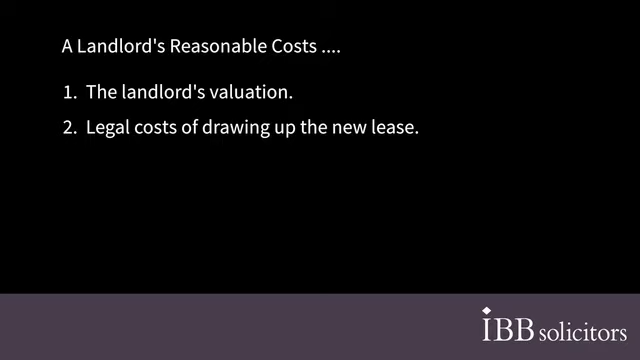 A Landlord's Reasonable Costs ....
1. The landlord's valuation.
2. Legal costs of drawing up the new lease.
iBB solicitors